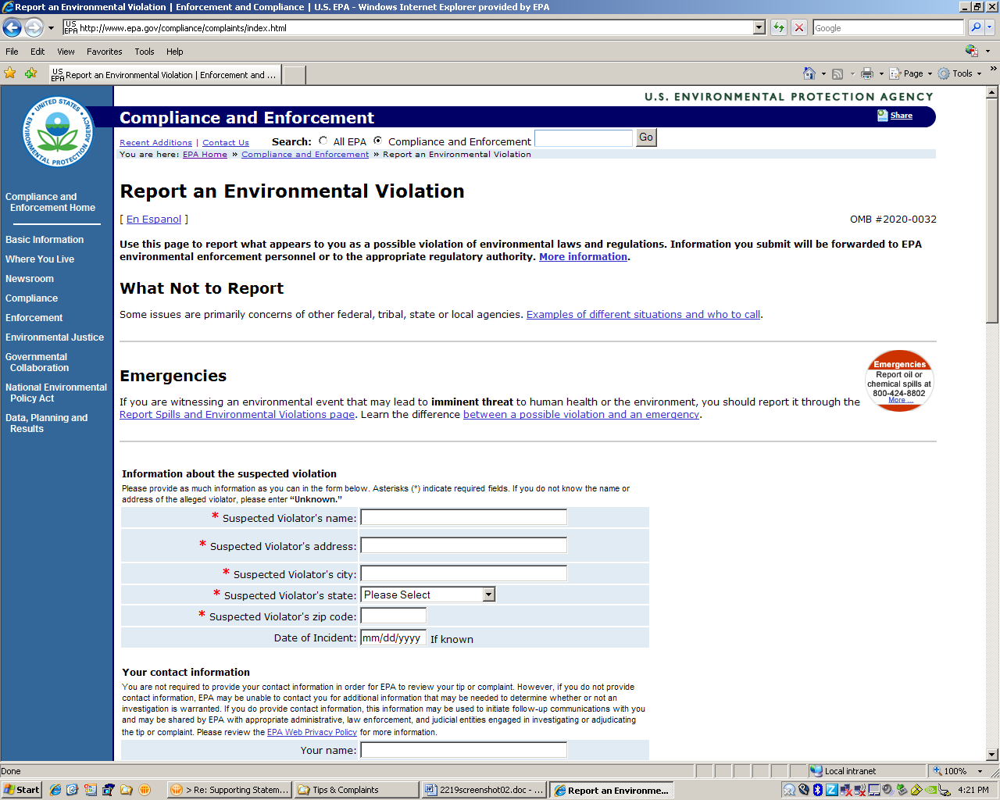 Report an Environmental Violation | Enforcement and Compliance | U.S. EPA - Windows Internet Explorer provided by EPA
US EPA http://www.epa.gov/compliance/complaints/index.html
Google
File Edit View Favorites Tools Help
US EPA Report an Environmental Violation | Enforcement and ...
Page Tools »
U.S. ENVIRONMENTAL PROTECTION AGENCY
UNITED STATES ENVIRONMENTAL PROTECTION AGENCY
Compliance and Enforcement
Share
Recent Additions | Contact Us Search: All EPA Compliance and Enforcement Go
You are here: EPA Home » Compliance and Enforcement » Report an Environmental Violation
Compliance and
Enforcement Home
Basic Information
Where You Live
Newsroom
Compliance
Enforcement
Environmental Justice
Governmental
Collaboration
National Environmental
Policy Act
Data, Planning and
Results
Report an Environmental Violation
[ En Espanol ] OMB #2020-0032
Use this page to report what appears to you as a possible violation of environmental laws and regulations. Information you submit will be forwarded to EPA
environmental enforcement personnel or to the appropriate regulatory authority. More information.
What Not to Report
Some issues are primarily concerns of other federal, tribal, state or local agencies. Examples of different situations and who to call.
Emergencies
If you are witnessing an environmental event that may lead to imminent threat to human health or the environment, you should report it through the
Report Spills and Environmental Violations page. Learn the difference between a possible violation and an emergency.
Emergencies
Report oil or
chemical spills at
800-424-8802
More ...
Information about the suspected violation
Please provide as much information as you can in the form below. Asterisks (*) indicate required fields. If you do not know the name or
address of the alleged violator, please enter “Unknown.”
* Suspected Violator's name:
* Suspected Violator's address:
* Suspected Violator's city:
* Suspected Violator's state: Please Select
* Suspected Violator's zip code:
Date of Incident: mm/dd/yyyy If known
Your contact information
You are not required to provide your contact information in order for EPA to review your tip or complaint. However, if you do not provide
contact information, EPA may be unable to contact you for additional information that may be needed to determine whether or not an
investigation is warranted. If you do provide contact information, this information may be used to initiate follow-up communications with you
and may be shared by EPA with appropriate administrative, law enforcement, and judicial entities engaged in investigating or adjudicating
the tip or complaint. Please review the EPA Web Privacy Policy for more information.
Your name:
Done Local intranet 100%
Start > Re: Supporting Statem... Tips & Complaints 2219screenshot02.doc - ... Report an Environme... 4:21 PM